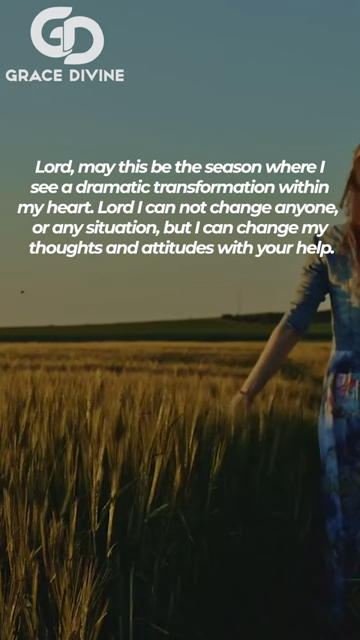 GD
GRACE DIVINE
Lord, may this be the season where I
see a dramatic transformation within
my heart. Lord I can not change anyone,
or any situation, but I can change my
thoughts and attitudes with your help.